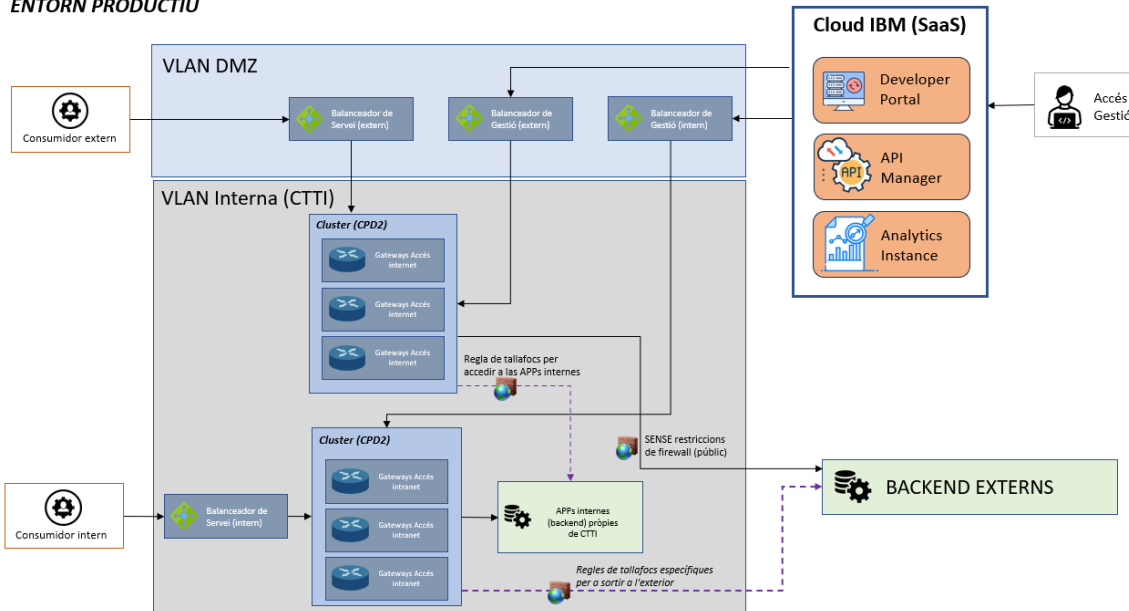 ENTORN PRODUCTIU
Cloud IBM (SaaS)
Developer
Portal
API
API
Manager
Analytics
Instance
Accés
Gestió
VLAN DMZ
Consumidor extern
Balanceador de
Servei (extern)
Balanceador de
Gestió (extern)
Balanceador de
Gestió (intern)
VLAN Interna (CTTI)
Cluster (CPD2)
Gateways Accés
internet
Gateways Accés
internet
Gateways Accés
internet
Regla de tallafocs per
accedir a las APPs internes
Cluster (CPD2)
Gateways Accés
intranet
Gateways Accés
intranet
Gateways Accés
intranet
SENSE restriccions
de firewall (públic)
Consumidor intern
Balanceador de
Servei (intern)
APPs internes
(backend) pròpies
de CTTI
BACKEND EXTERNS
Regles de tallafocs específiques
per a sortir a l'exterior